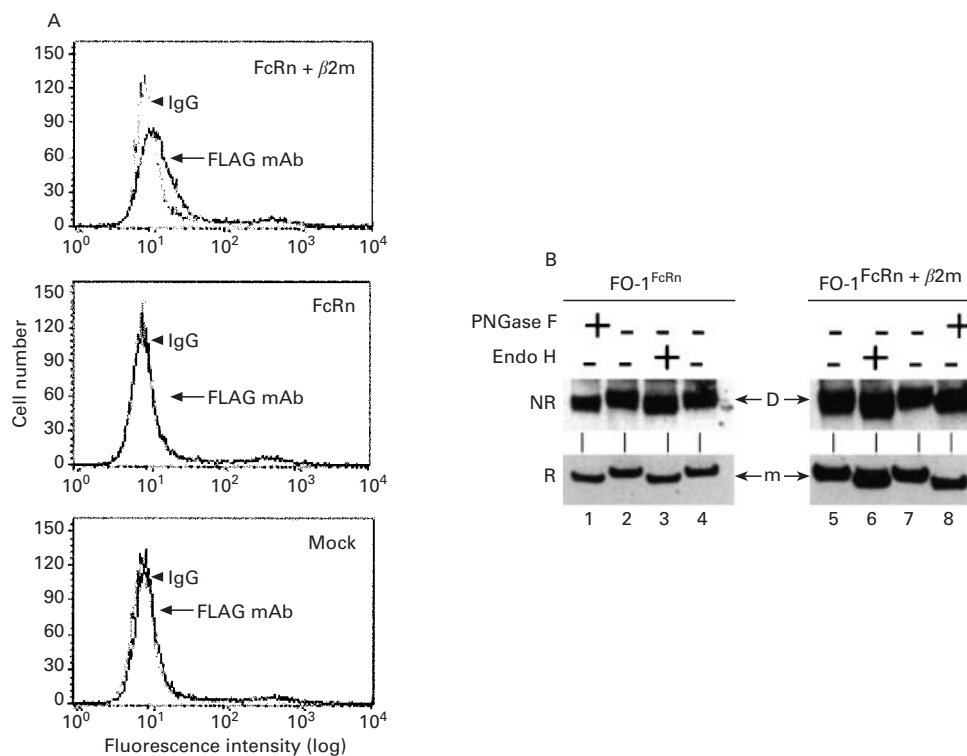 A
150
120
90
60
30
0
FcRn + β2m
IgG
FLAG mAb
10⁰ 10¹ 10² 10³ 10⁴
150
120
90
60
30
0
FcRn
IgG
FLAG mAb
10⁰ 10¹ 10² 10³ 10⁴
150
120
90
60
30
0
Mock
IgG
FLAG mAb
10⁰ 10¹ 10² 10³ 10⁴
Cell number
Fluorescence intensity (log)
B
FO-1^FcRn FO-1^FcRn + β2m
PNGase F + - - - - - - +
Endo H - - + - - + - -
NR D
R m
1 2 3 4 5 6 7 8